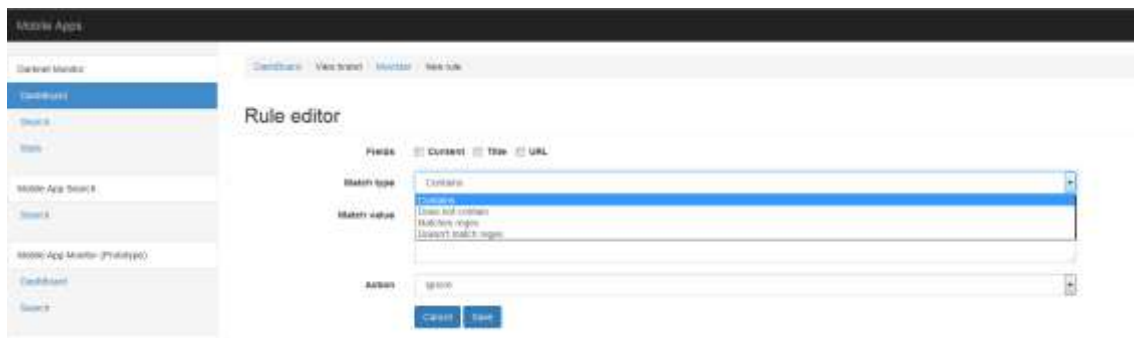 Mobile Apps
Darknet Monitor
Dashboard
Search
Stats
Mobile App Search
Search
Mobile App Monitor (Prototype)
Dashboard
Search
Dashboard View brand Monitor New rule
Rule editor
Fields Content Title URL
Match type Contains
Contains
Does not contain
Matches regex
Doesn't match regex
Match value
Action Ignore
Cancel Save